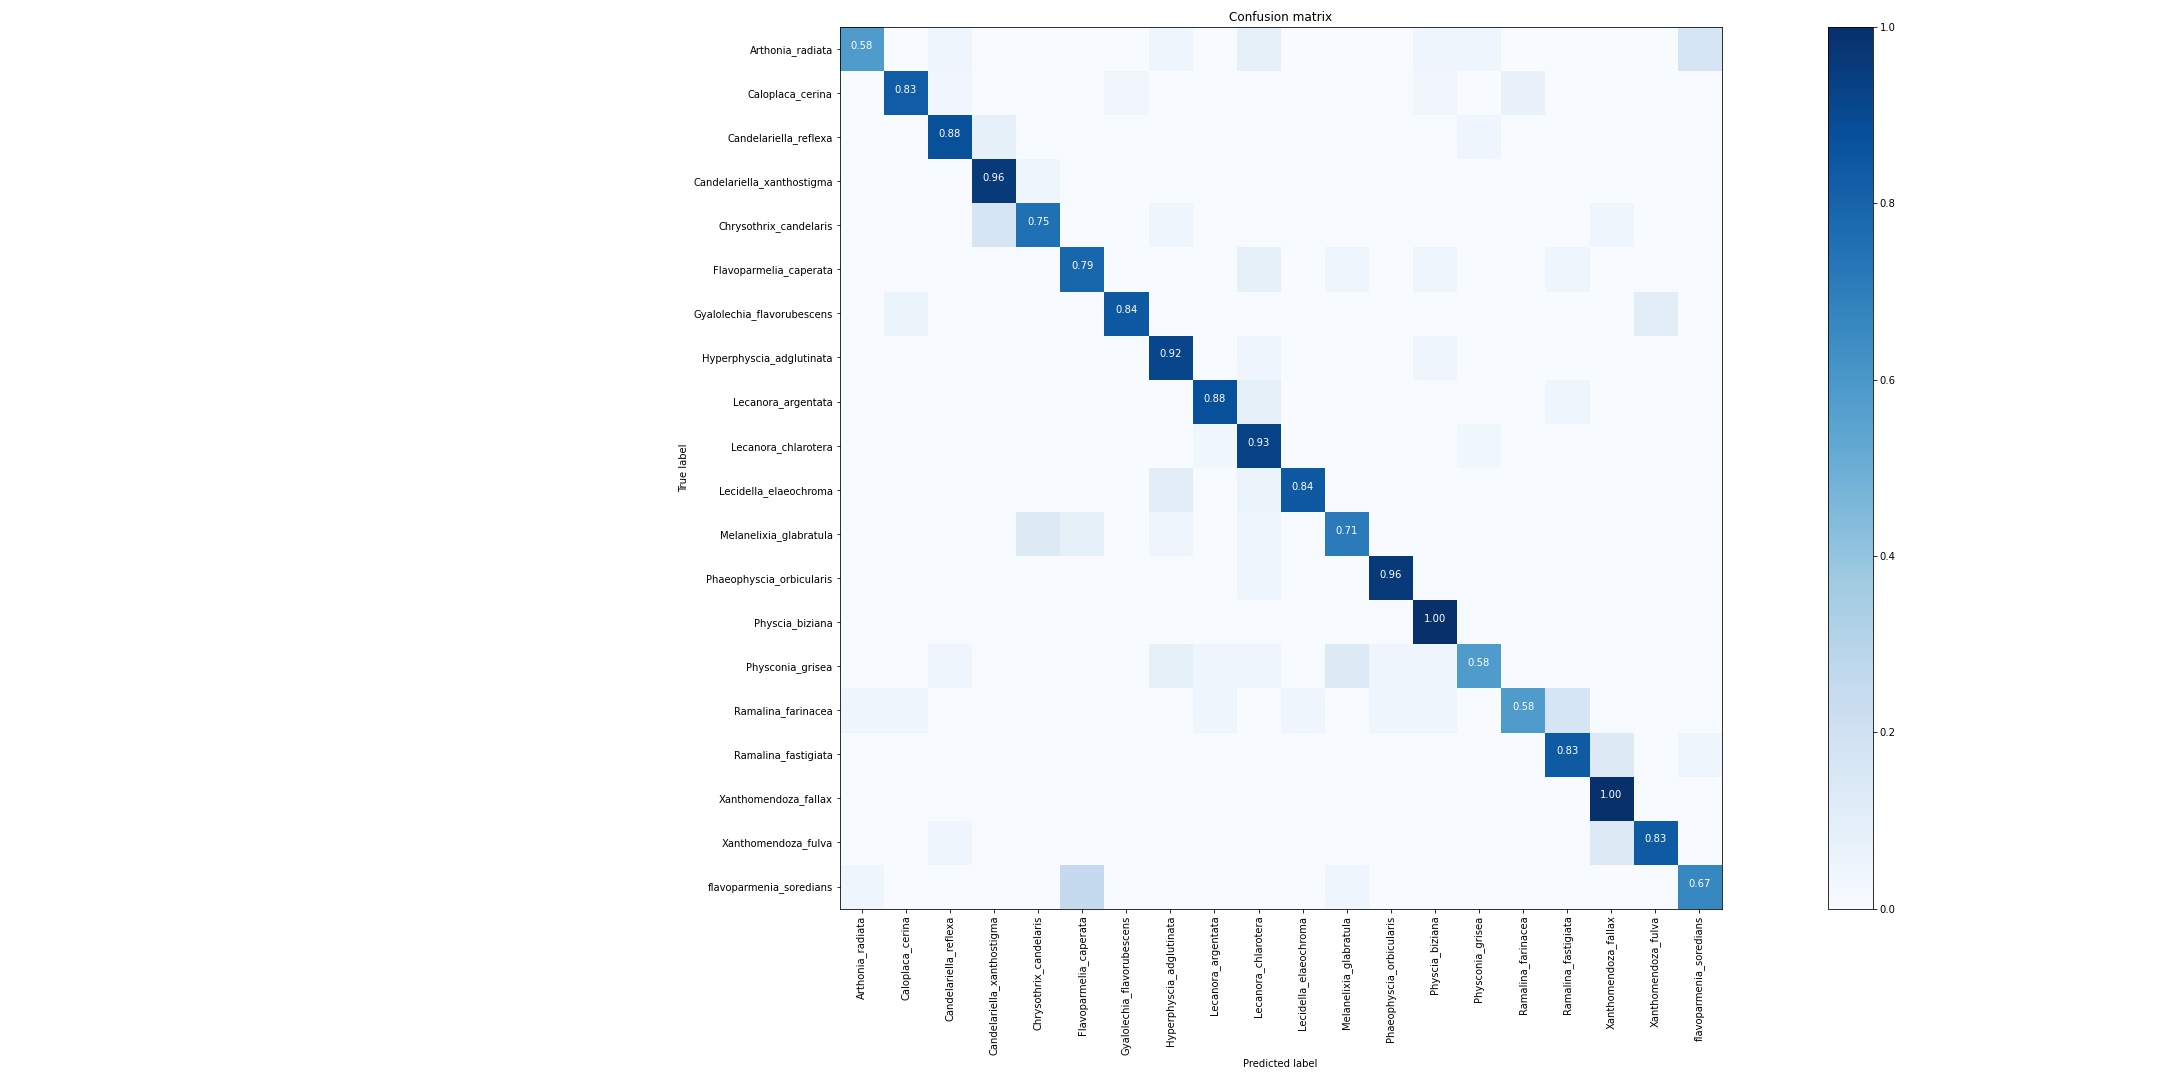 Confusion matrix
True label
Arthonia_radiata
Caloplaca_cerina
Candelariella_reflexa
Candelariella_xanthostigma
Chrysothrix_candelaris
Flavoparmelia_caperata
Gyalolechia_flavorubescens
Hyperphyscia_adglutinata
Lecanora_argentata
Lecanora_chlarotera
Lecidella_elaeochroma
Melanelixia_glabratula
Phaeophyscia_orbicularis
Physcia_biziana
Physconia_grisea
Ramalina_farinacea
Ramalina_fastigiata
Xanthomendoza_fallax
Xanthomendoza_fulva
flavoparmenia_soredians
0.58
0.83
0.88
0.96
0.75
0.79
0.84
0.92
0.88
0.93
0.84
0.71
0.96
1.00
0.58
0.58
0.83
1.00
0.83
0.67
Arthonia_radiata
Caloplaca_cerina
Candelariella_reflexa
Candelariella_xanthostigma
Chrysothrix_candelaris
Flavoparmelia_caperata
Gyalolechia_flavorubescens
Hyperphyscia_adglutinata
Lecanora_argentata
Lecanora_chlarotera
Lecidella_elaeochroma
Melanelixia_glabratula
Phaeophyscia_orbicularis
Physcia_biziana
Physconia_grisea
Ramalina_farinacea
Ramalina_fastigiata
Xanthomendoza_fallax
Xanthomendoza_fulva
flavoparmenia_soredians
Predicted label
1.0
0.8
0.6
0.4
0.2
0.0